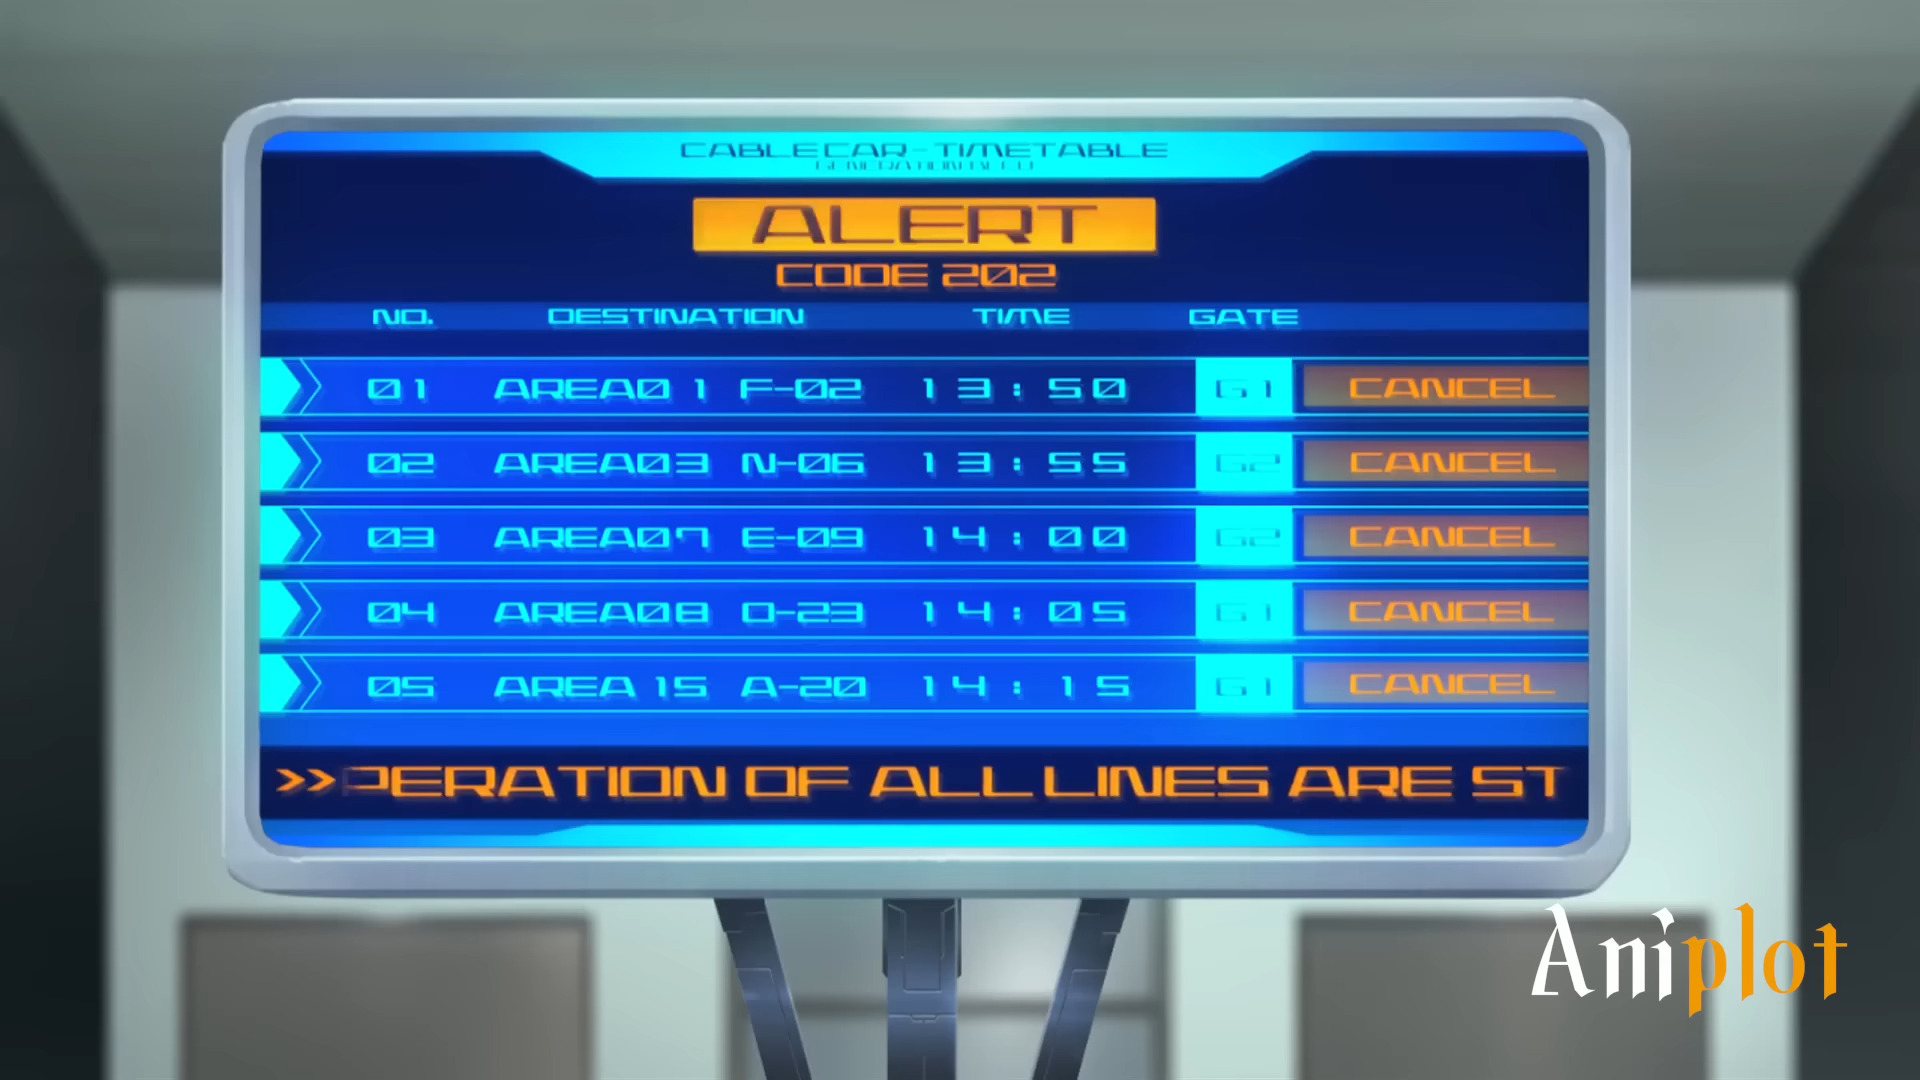 CABLECAR-TIMETABLE
ALERT
CODE 202
NO. DESTINATION TIME GATE
01 AREA01 F-02 13:50 G1 CANCEL
02 AREA03 N-06 13:55 G2 CANCEL
03 AREA07 E-09 14:00 G2 CANCEL
04 AREA08 O-23 14:05 G1 CANCEL
05 AREA15 A-20 14:15 G1 CANCEL
>> PERATION OF ALL LINES ARE ST
Aniplot